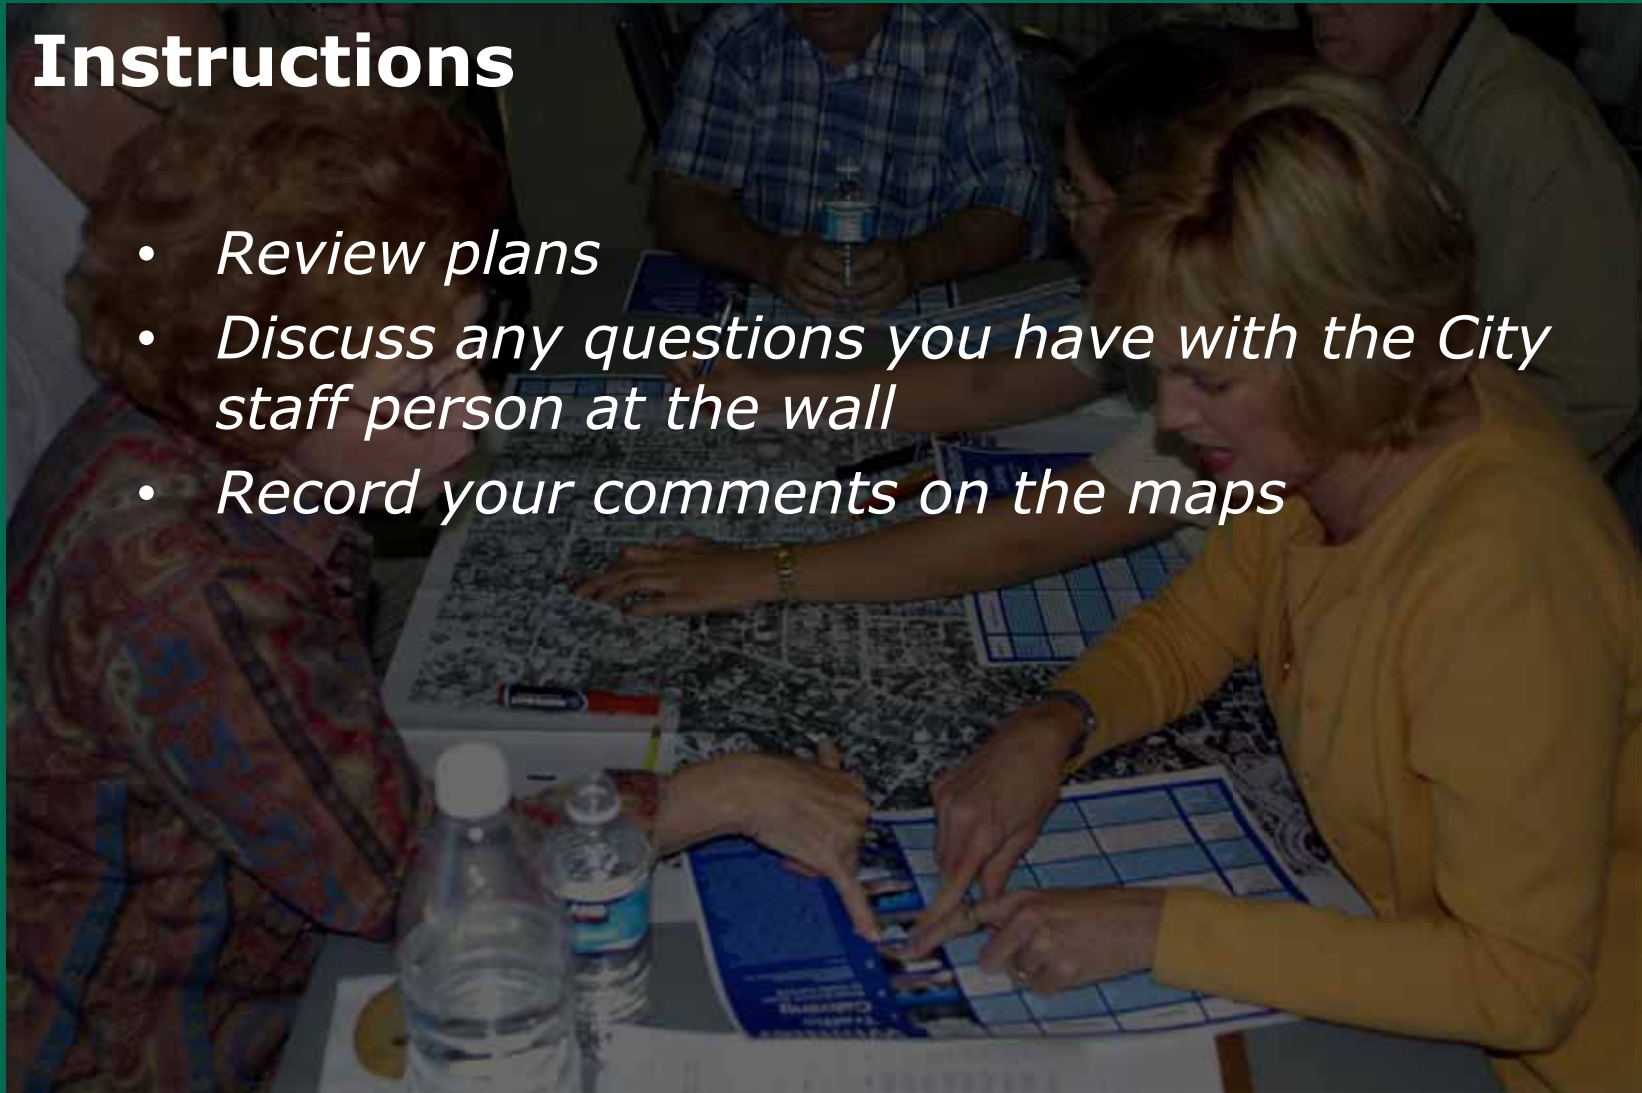 Instructions
• Review plans
• Discuss any questions you have with the City
staff person at the wall
• Record your comments on the maps